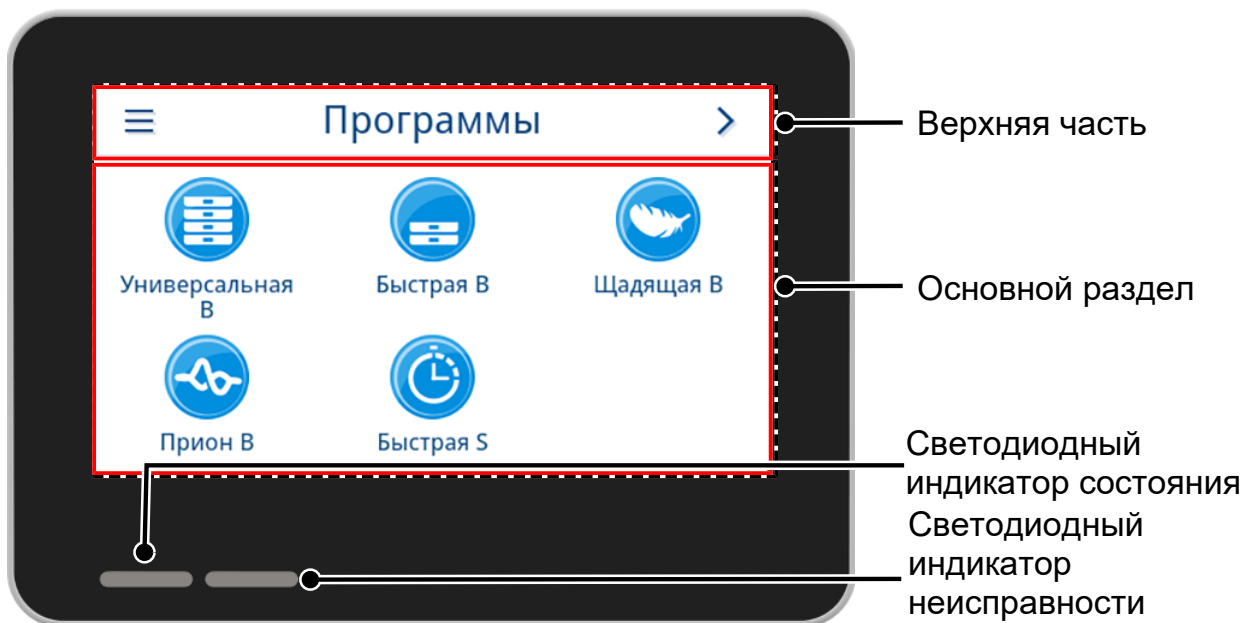 Программы
Верхняя часть
Универсальная
B
Быстрая B
Щадящая B
Основной раздел
Прион B
Быстрая S
Светодиодный
индикатор состояния
Светодиодный
индикатор
неисправности